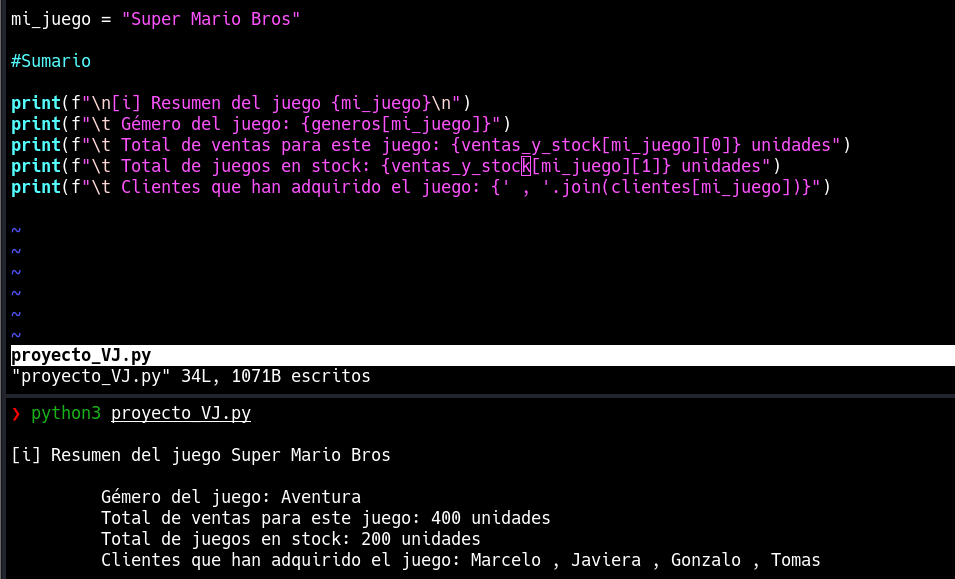 mi_juego = "Super Mario Bros"
#Sumario
print(f"\n[i] Resumen del juego {mi_juego}\n")
print(f"\t Gémero del juego: {generos[mi_juego]}")
print(f"\t Total de ventas para este juego: {ventas_y_stock[mi_juego][0]} unidades")
print(f"\t Total de juegos en stock: {ventas_y_stock[mi_juego][1]} unidades")
print(f"\t Clientes que han adquirido el juego: {' , '.join(clientes[mi_juego])}")
~
~
~
~
~
~
proyecto_VJ.py
"proyecto_VJ.py" 34L, 1071B escritos
❯ python3 proyecto_VJ.py
[i] Resumen del juego Super Mario Bros
Gémero del juego: Aventura
Total de ventas para este juego: 400 unidades
Total de juegos en stock: 200 unidades
Clientes que han adquirido el juego: Marcelo , Javiera , Gonzalo , Tomas